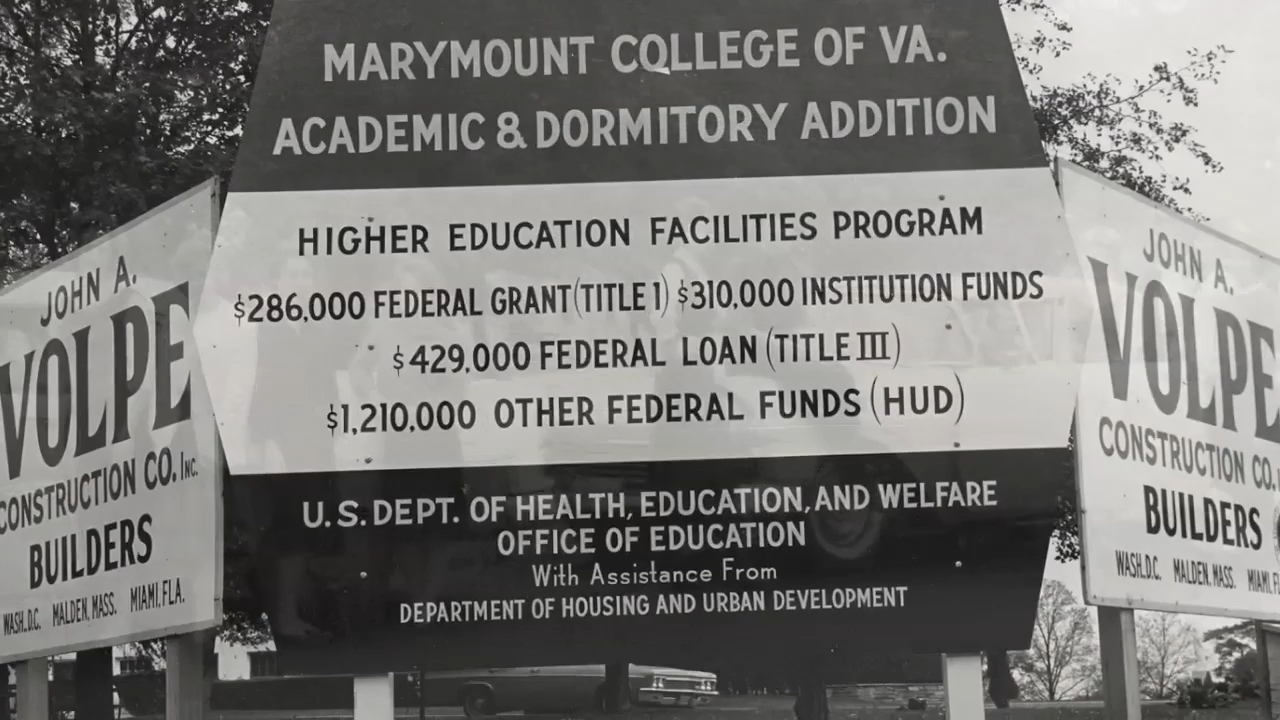 MARYMOUNT COLLEGE OF VA.
ACADEMIC & DORMITORY ADDITION
HIGHER EDUCATION FACILITIES PROGRAM
$286,000 FEDERAL GRANT (TITLE 1) $310,000 INSTITUTION FUNDS
$429,000 FEDERAL LOAN (TITLE III)
$1,210,000 OTHER FEDERAL FUNDS (HUD)
U.S. DEPT. OF HEALTH, EDUCATION, AND WELFARE
OFFICE OF EDUCATION
With Assistance From
DEPARTMENT OF HOUSING AND URBAN DEVELOPMENT
JOHN A.
VOLPE
CONSTRUCTION CO. INC.
BUILDERS
WASH. D.C. MALDEN, MASS. MIAMI, FLA.
JOHN A.
VOLPE
CONSTRUCTION CO.
BUILDERS
WASH. D.C. MALDEN, MASS. MIAMI, F